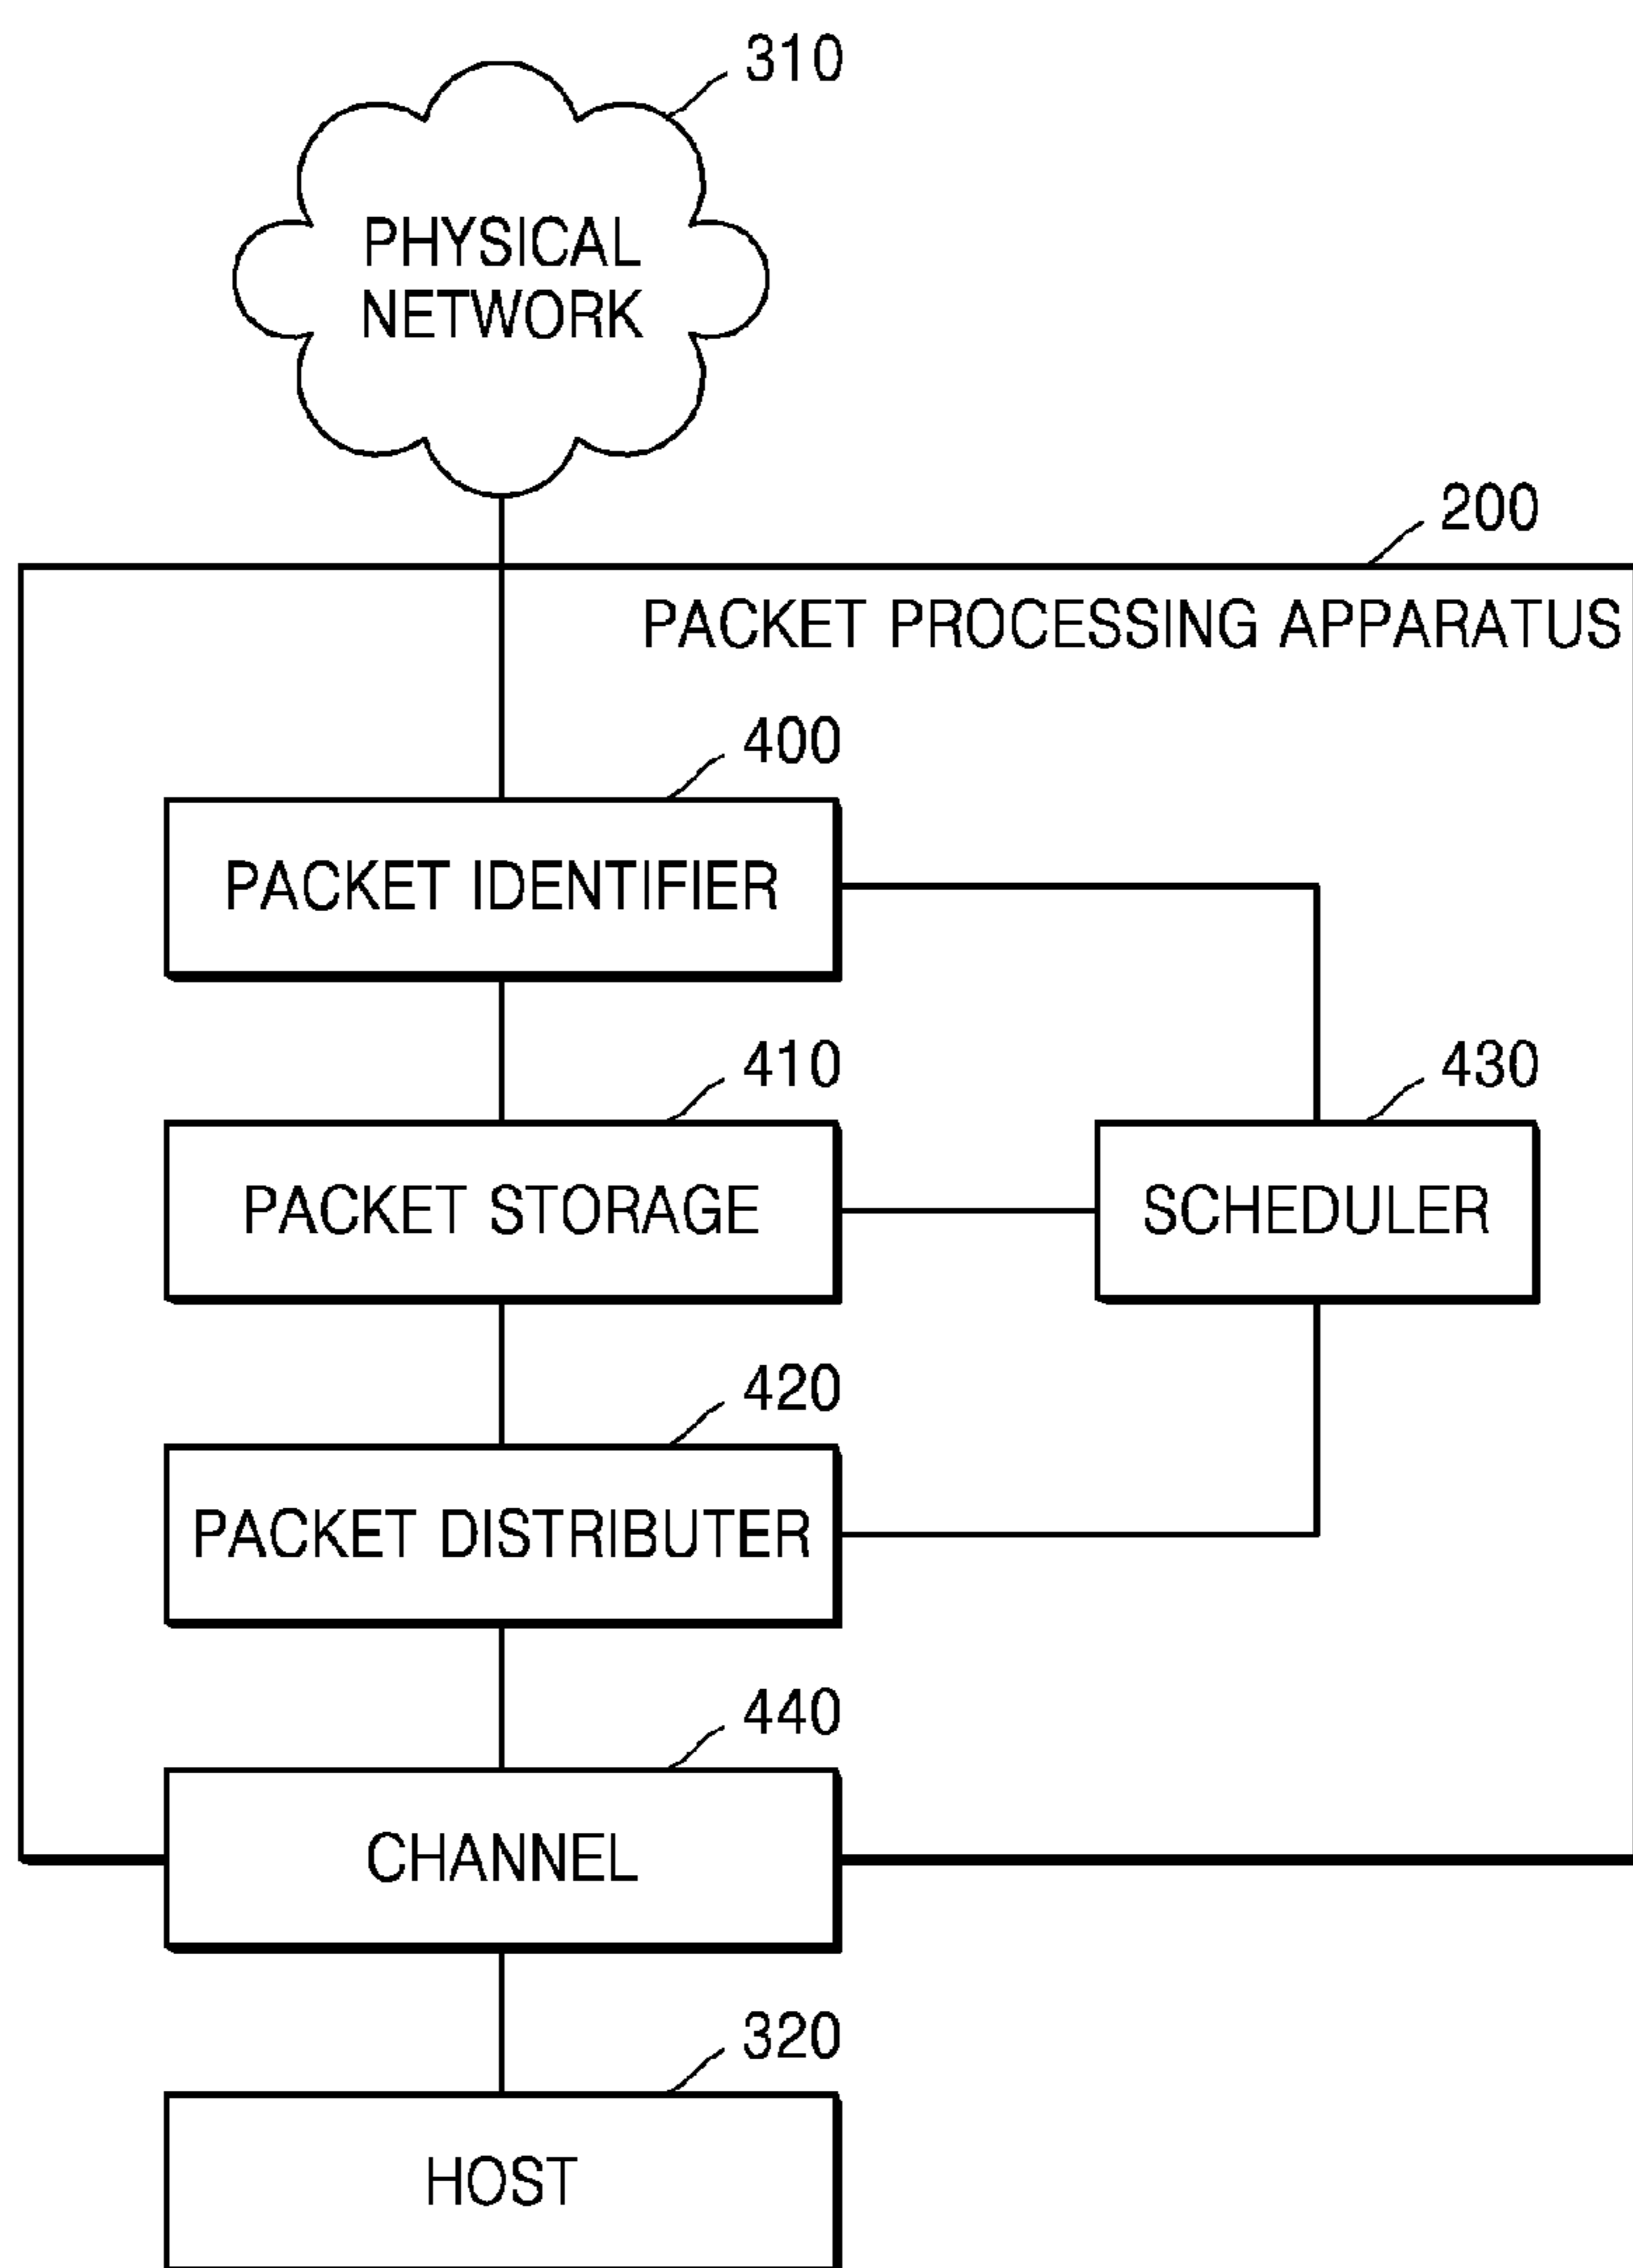 310
PHYSICAL
NETWORK
200
PACKET PROCESSING APPARATUS
400
PACKET IDENTIFIER
410
430
PACKET STORAGE
SCHEDULER
420
PACKET DISTRIBUTER
440
CHANNEL
320
HOST